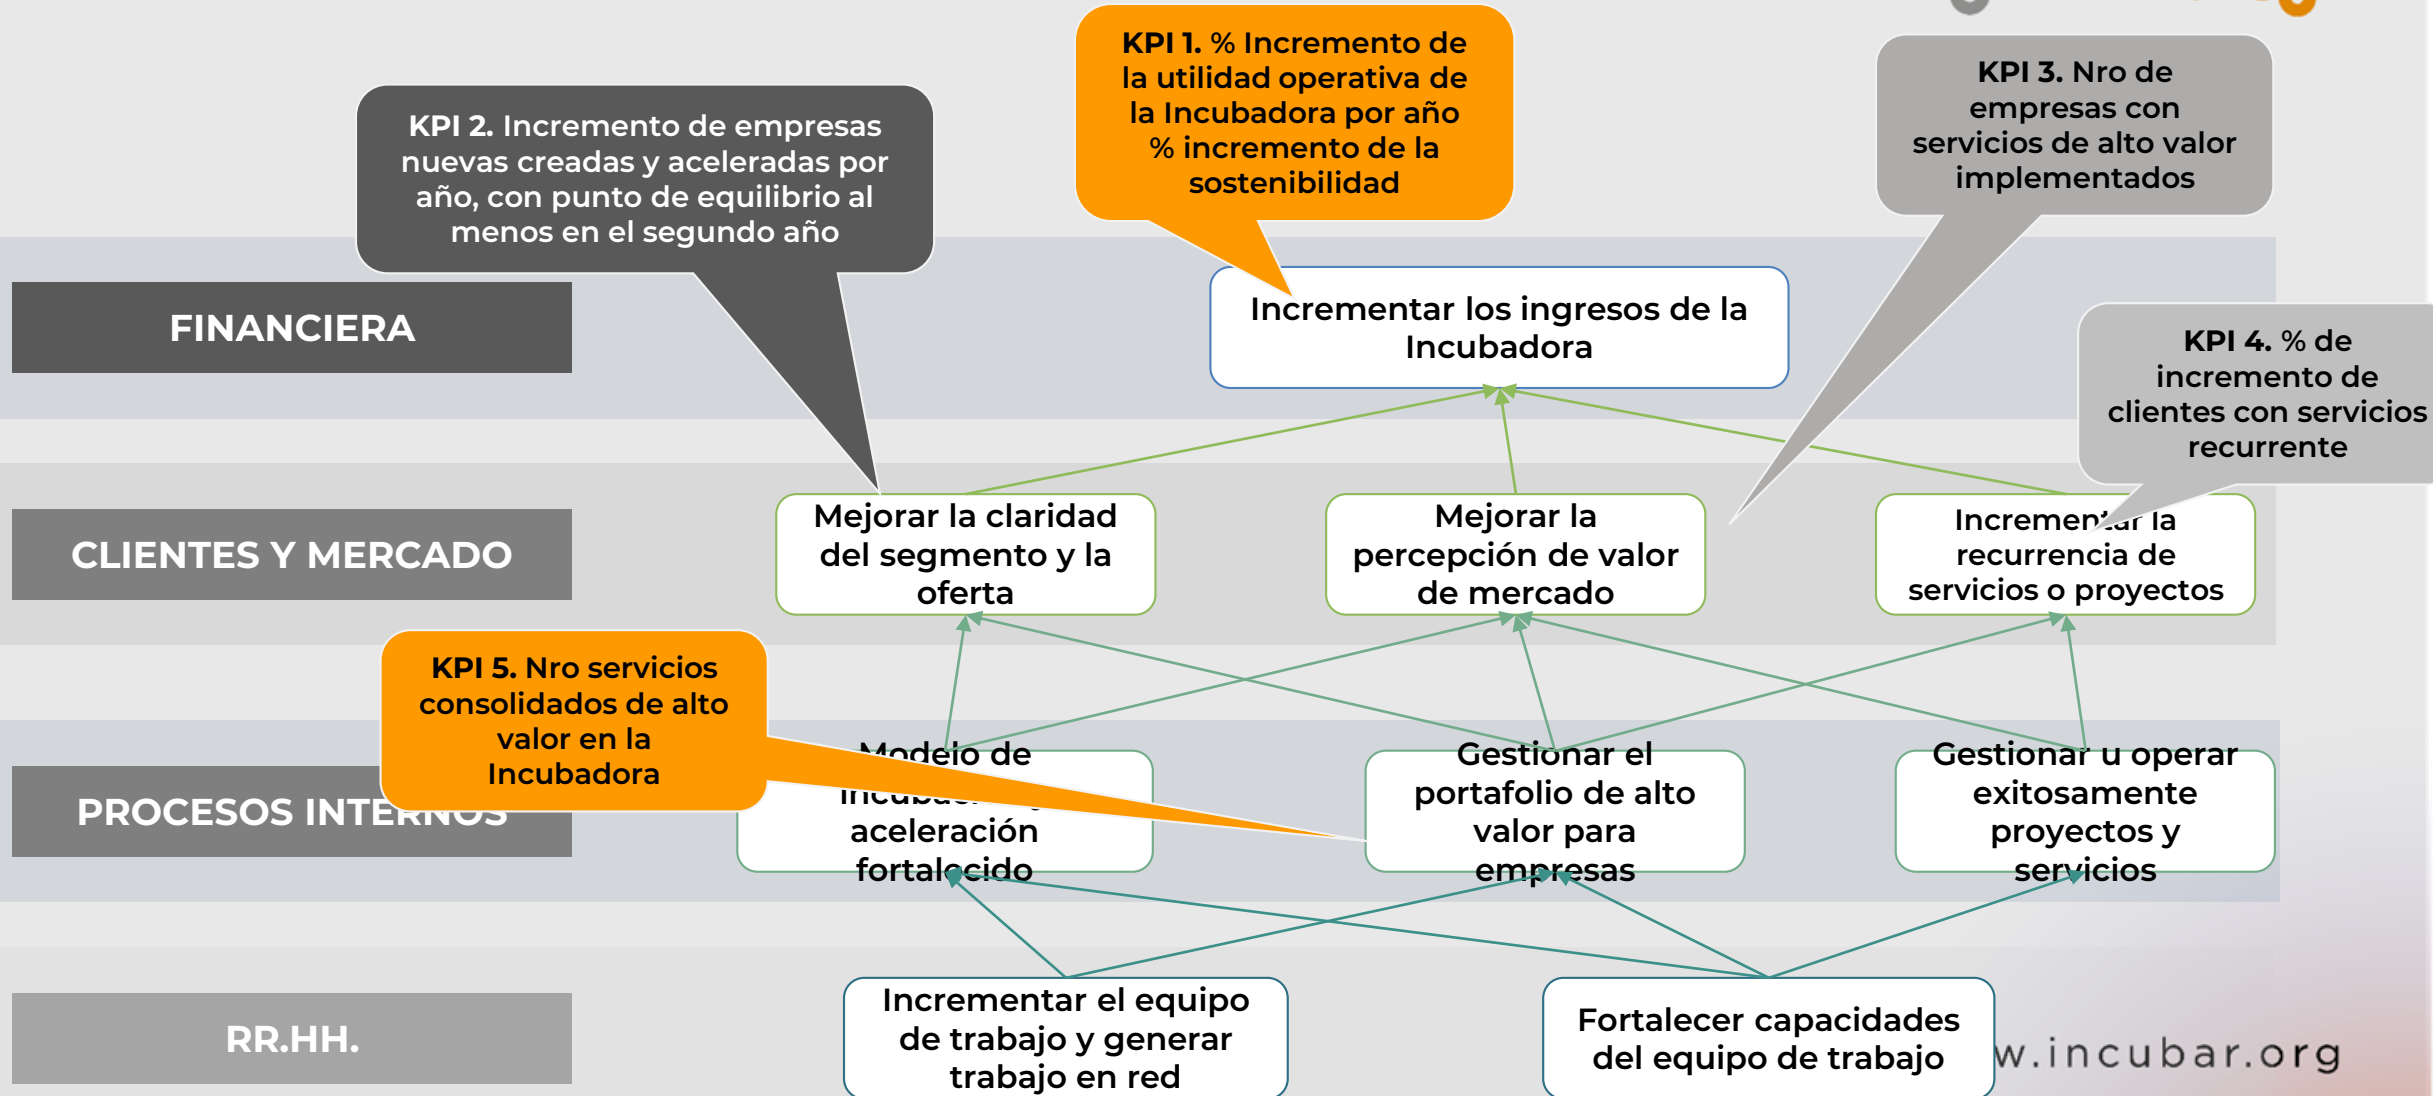 KPI 1. % Incremento de
la utilidad operativa de
la Incubadora por año
% incremento de la
sostenibilidad
KPI 3. Nro de
empresas con
servicios de alto valor
implementados
KPI 2. Incremento de empresas
nuevas creadas y aceleradas por
año, con punto de equilibrio al
menos en el segundo año
FINANCIERA
Incrementar los ingresos de la
Incubadora
KPI 4. % de
incremento de
clientes con servicios
recurrente
CLIENTES Y MERCADO
Mejorar la claridad
del segmento y la
oferta
Mejorar la
percepción de valor
de mercado
Incrementar la
recurrencia de
servicios o proyectos
KPI 5. Nro servicios
consolidados de alto
valor en la
Incubadora
PROCESOS INTERNOS
Modelo de
aceleración
fortalecido
Gestionar el
portafolio de alto
valor para
empresas
Gestionar u operar
exitosamente
proyectos y
servicios
RR.HH.
Incrementar el equipo
de trabajo y generar
trabajo en red
Fortalecer capacidades
del equipo de trabajo
w.incubar.org